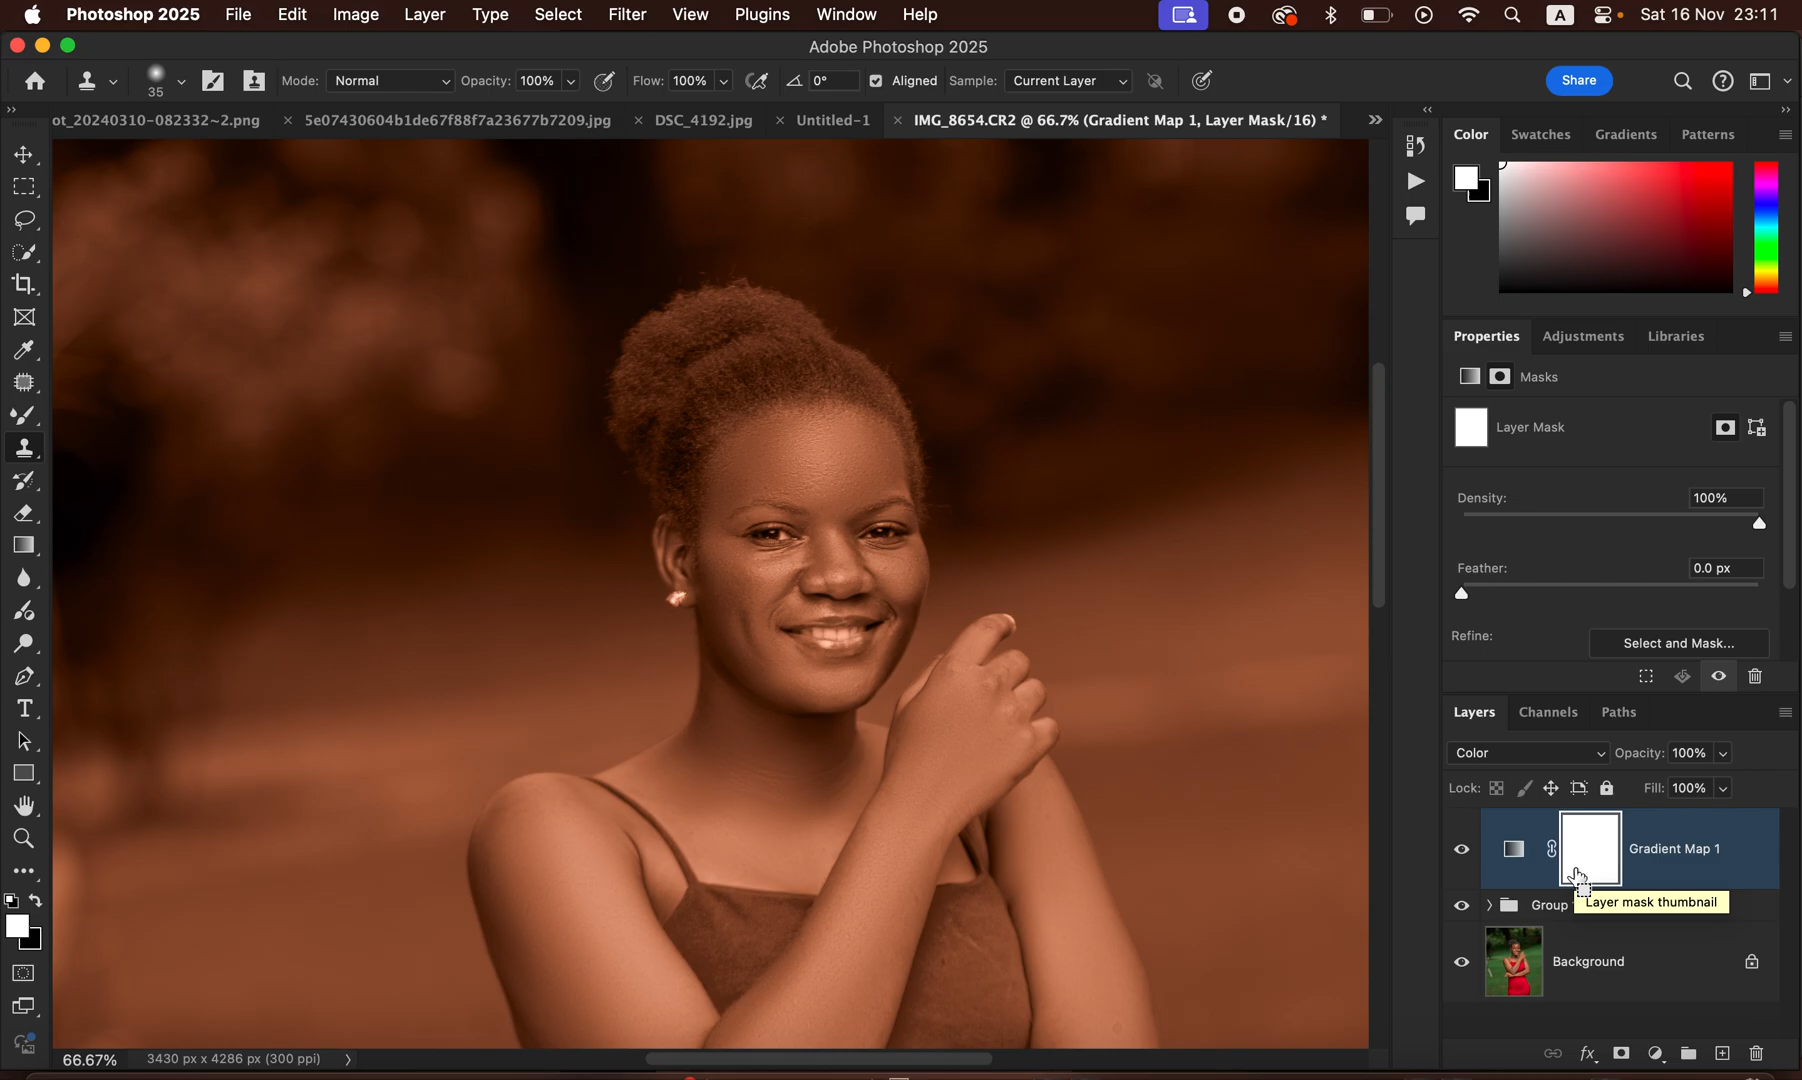 Photoshop 2025 File Edit Image Layer Type Select Filter View Plugins Window Help A Sat 16 Nov 23:11
Adobe Photoshop 2025
35 Mode: Normal Opacity: 100% Flow: 100% 0° Aligned Sample: Current Layer Share
ot_20240310-082332~2.png × 5e07430604b1de67f88f7a23677b7209.jpg × DSC_4192.jpg × Untitled-1 × IMG_8654.CR2 @ 66.7% (Gradient Map 1, Layer Mask/16) *
Color Swatches Gradients Patterns
Properties Adjustments Libraries
Masks
Layer Mask
Density: 100%
Feather: 0.0 px
Refine: Select and Mask...
Layers Channels Paths
Color Opacity: 100%
Lock: Fill: 100%
Gradient Map 1
Group
Layer mask thumbnail
Background
66.67% 3430 px x 4286 px (300 ppi)